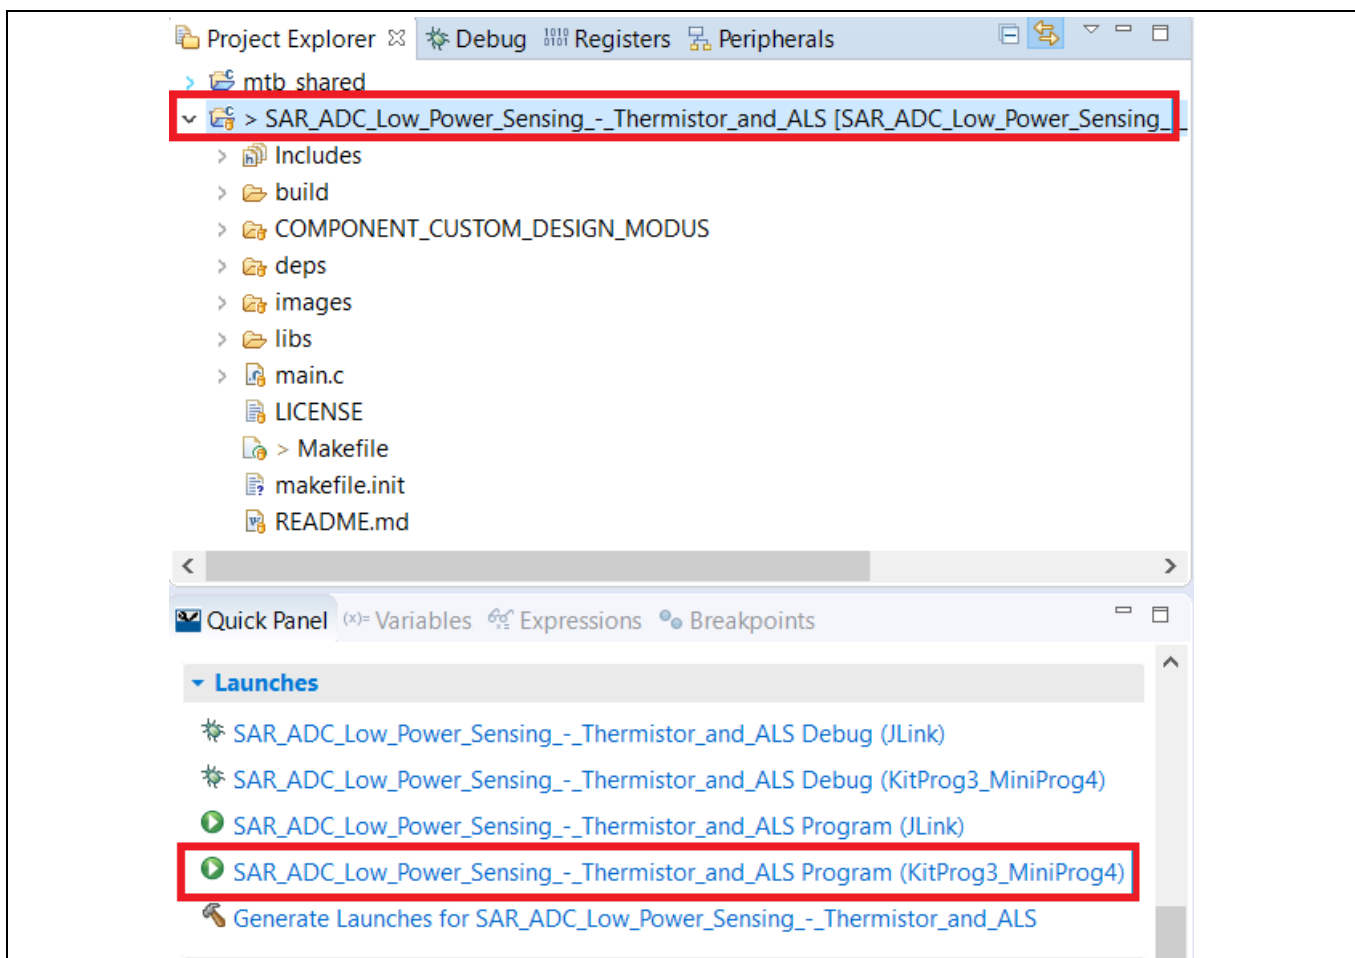 Project Explorer Debug Registers Peripherals
mtb_shared
> SAR_ADC_Low_Power_Sensing_-_Thermistor_and_ALS [SAR_ADC_Low_Power_Sensing_-_
Includes
build
COMPONENT_CUSTOM_DESIGN_MODUS
deps
images
libs
main.c
LICENSE
> Makefile
makefile.init
README.md
Quick Panel (x)= Variables Expressions Breakpoints
Launches
SAR_ADC_Low_Power_Sensing_-_Thermistor_and_ALS Debug (JLink)
SAR_ADC_Low_Power_Sensing_-_Thermistor_and_ALS Debug (KitProg3_MiniProg4)
SAR_ADC_Low_Power_Sensing_-_Thermistor_and_ALS Program (JLink)
SAR_ADC_Low_Power_Sensing_-_Thermistor_and_ALS Program (KitProg3_MiniProg4)
Generate Launches for SAR_ADC_Low_Power_Sensing_-_Thermistor_and_ALS